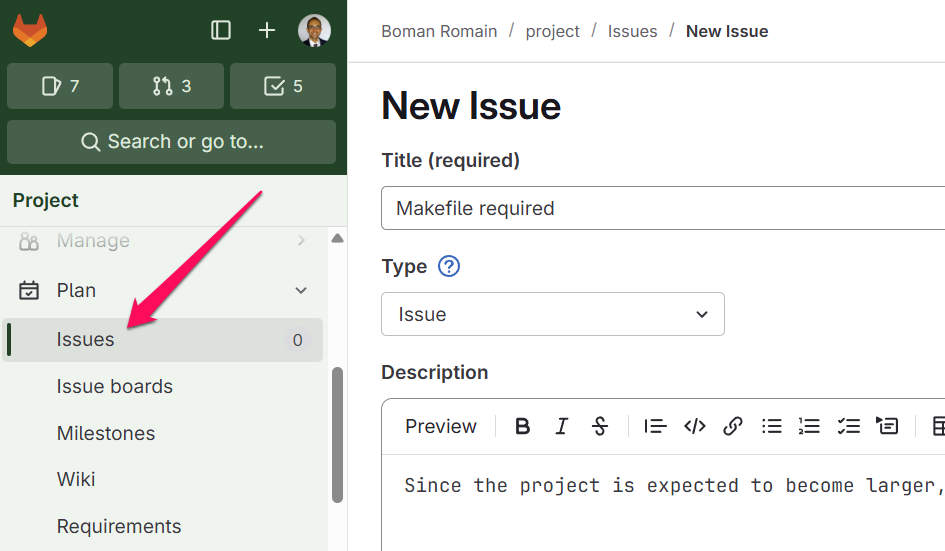 7
3
5
Search or go to...
Project
Manage
Plan
Issues 0
Issue boards
Milestones
Wiki
Requirements
Boman Romain / project / Issues / New Issue
New Issue
Title (required)
Makefile required
Type ?
Issue
Description
Preview B I S
Since the project is expected to become larger,